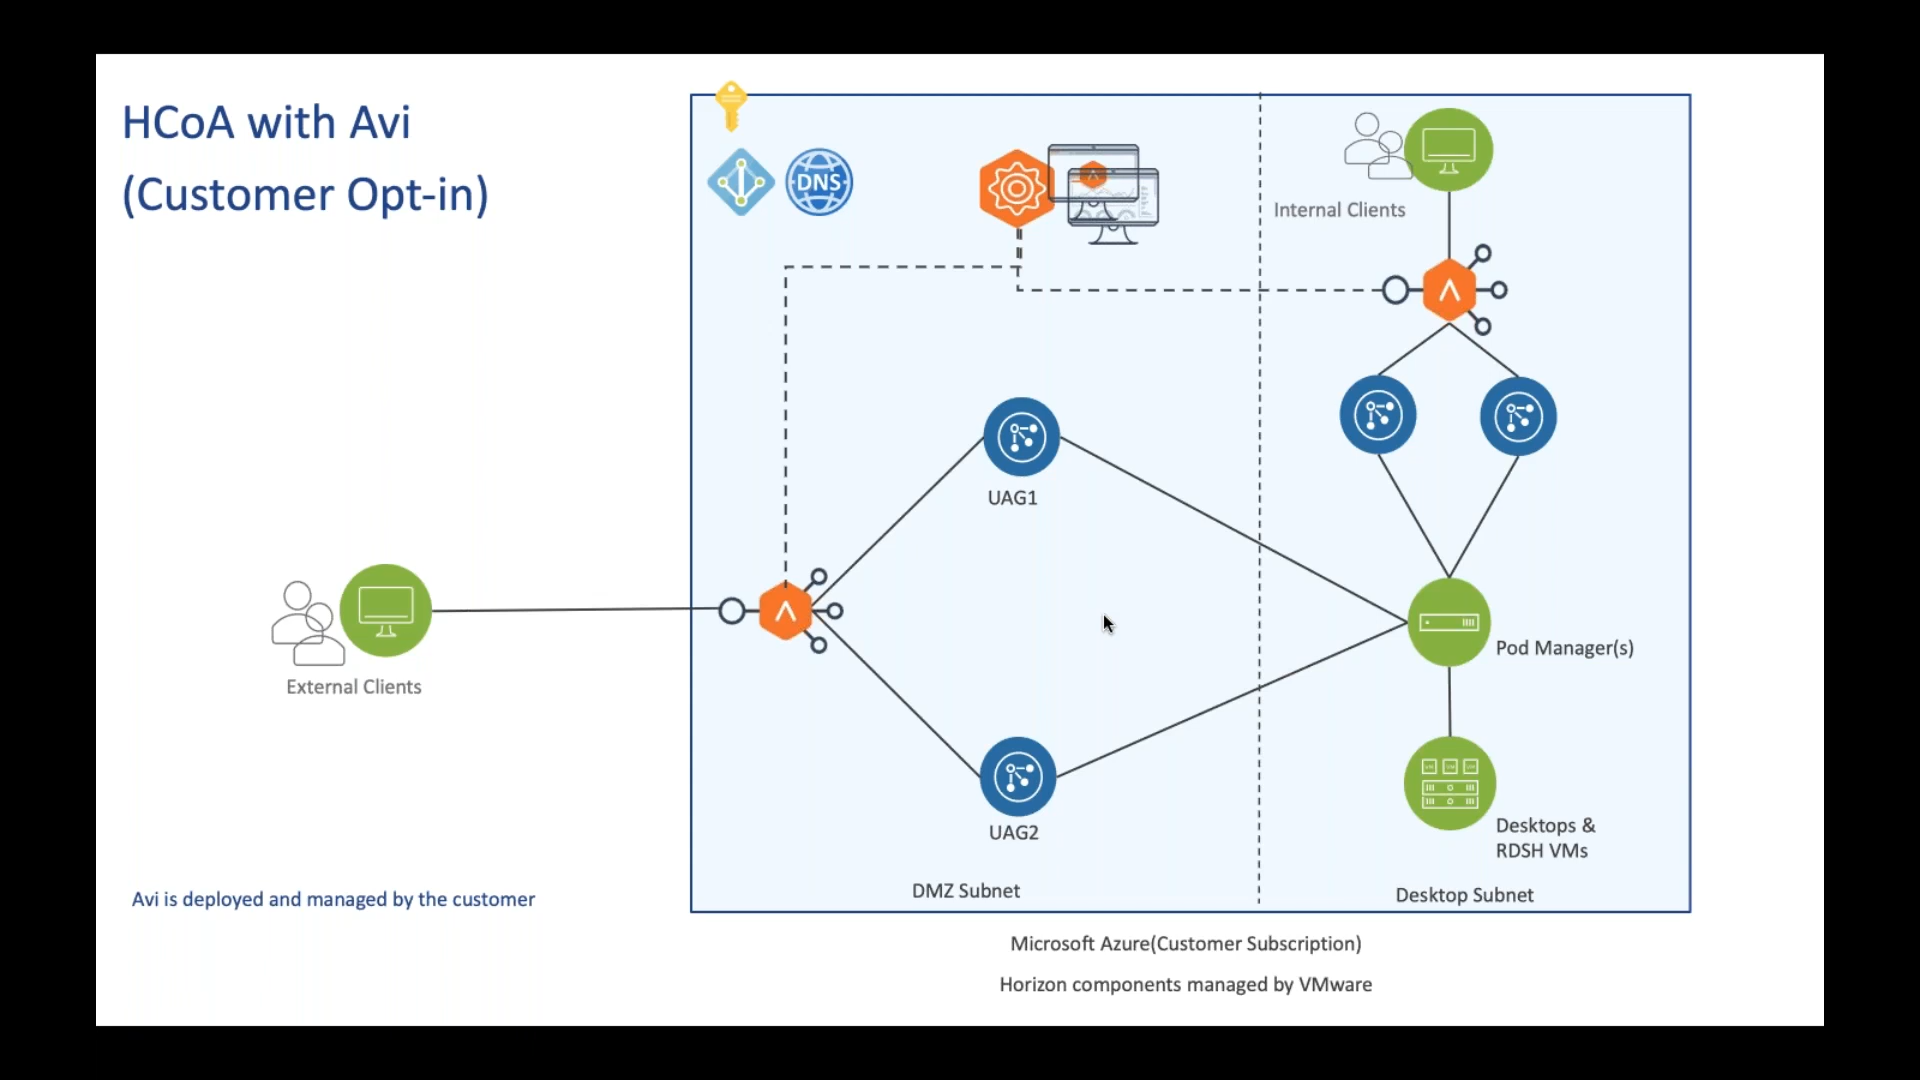 HCoA with Avi
(Customer Opt-in)
DNS
Internal Clients
UAG1
Pod Manager(s)
External Clients
UAG2
Desktops &
RDSH VMs
DMZ Subnet
Desktop Subnet
Avi is deployed and managed by the customer
Microsoft Azure(Customer Subscription)
Horizon components managed by VMware